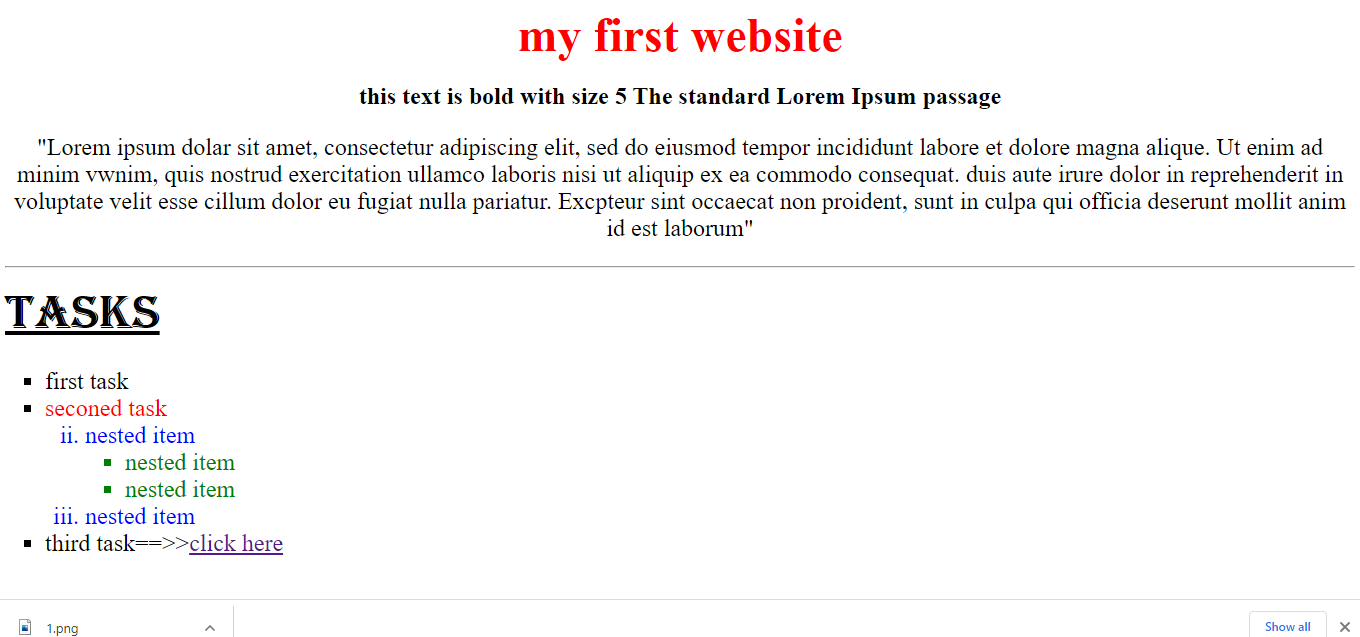 my first website
this text is bold with size 5 The standard Lorem Ipsum passage
"Lorem ipsum dolar sit amet, consectetur adipiscing elit, sed do eiusmod tempor incididunt labore et dolore magna alique. Ut enim ad
minim vwnim, quis nostrud exercitation ullamco laboris nisi ut aliquip ex ea commodo consequat. duis aute irure dolor in reprehenderit in
voluptate velit esse cillum dolor eu fugiat nulla pariatur. Excpteur sint occaecat non proident, sunt in culpa qui officia deserunt mollit anim
id est laborum"
TASKS
▪ first task
▪ seconed task
ii. nested item
▪ nested item
▪ nested item
iii. nested item
▪ third task==>>click here
1.png
Show all